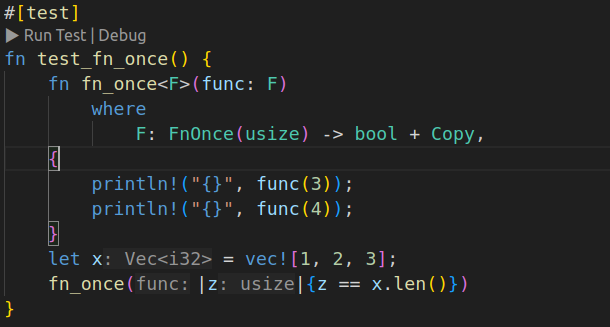 #[test]
▶ Run Test | Debug
fn test_fn_once() {
    fn fn_once<F>(func: F)
        where
            F: FnOnce(usize) -> bool + Copy,
    {
        println!("{}", func(3));
        println!("{}", func(4));
    }
    let x: Vec<i32> = vec![1, 2, 3];
    fn_once(func: |z: usize|{z == x.len()})
}